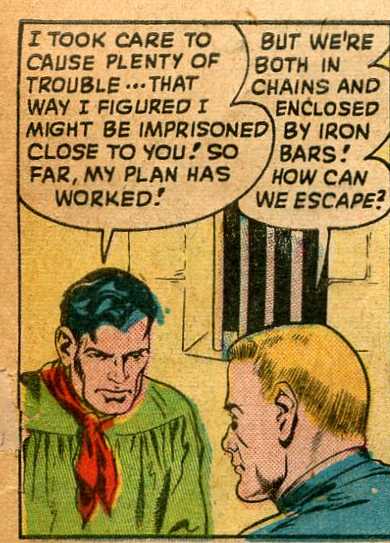 I TOOK CARE TO
CAUSE PLENTY OF
TROUBLE...THAT
WAY I FIGURED I
MIGHT BE IMPRISONED
CLOSE TO YOU! SO
FAR, MY PLAN HAS
WORKED!
BUT WE'RE
BOTH IN
CHAINS AND
ENCLOSED
BY IRON
BARS!
HOW CAN
WE ESCAPE?